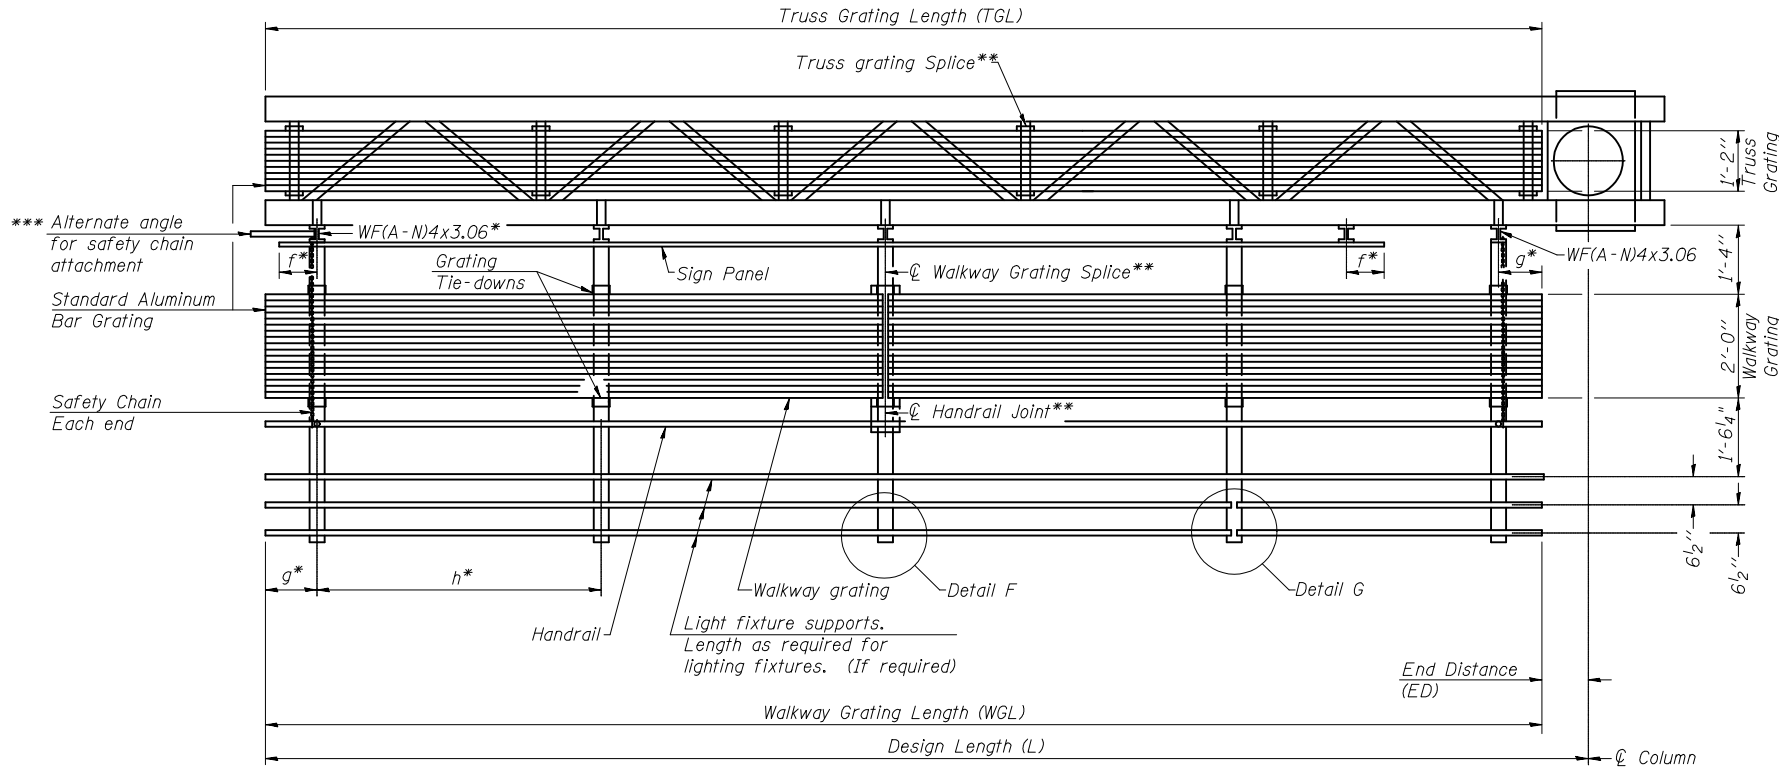 Truss Grating Length (TGL)
Truss grating Splice**
1'-2"
Truss
Grating
*** Alternate angle
for safety chain
attachment
WF(A-N)4x3.06*
f*
Grating
Tie-downs
Sign Panel
℄ Walkway Grating Splice**
f*
g*
WF(A-N)4x3.06
1'-4"
Standard Aluminum
Bar Grating
2'-0"
Walkway
Grating
Safety Chain
Each end
℄ Handrail Joint**
1'-6¼"
6½"
6½"
g*
h*
Walkway grating
Detail F
Detail G
Handrail
Light fixture supports.
Length as required for
lighting fixtures. (If required)
End Distance
(ED)
Walkway Grating Length (WGL)
Design Length (L)
℄ Column